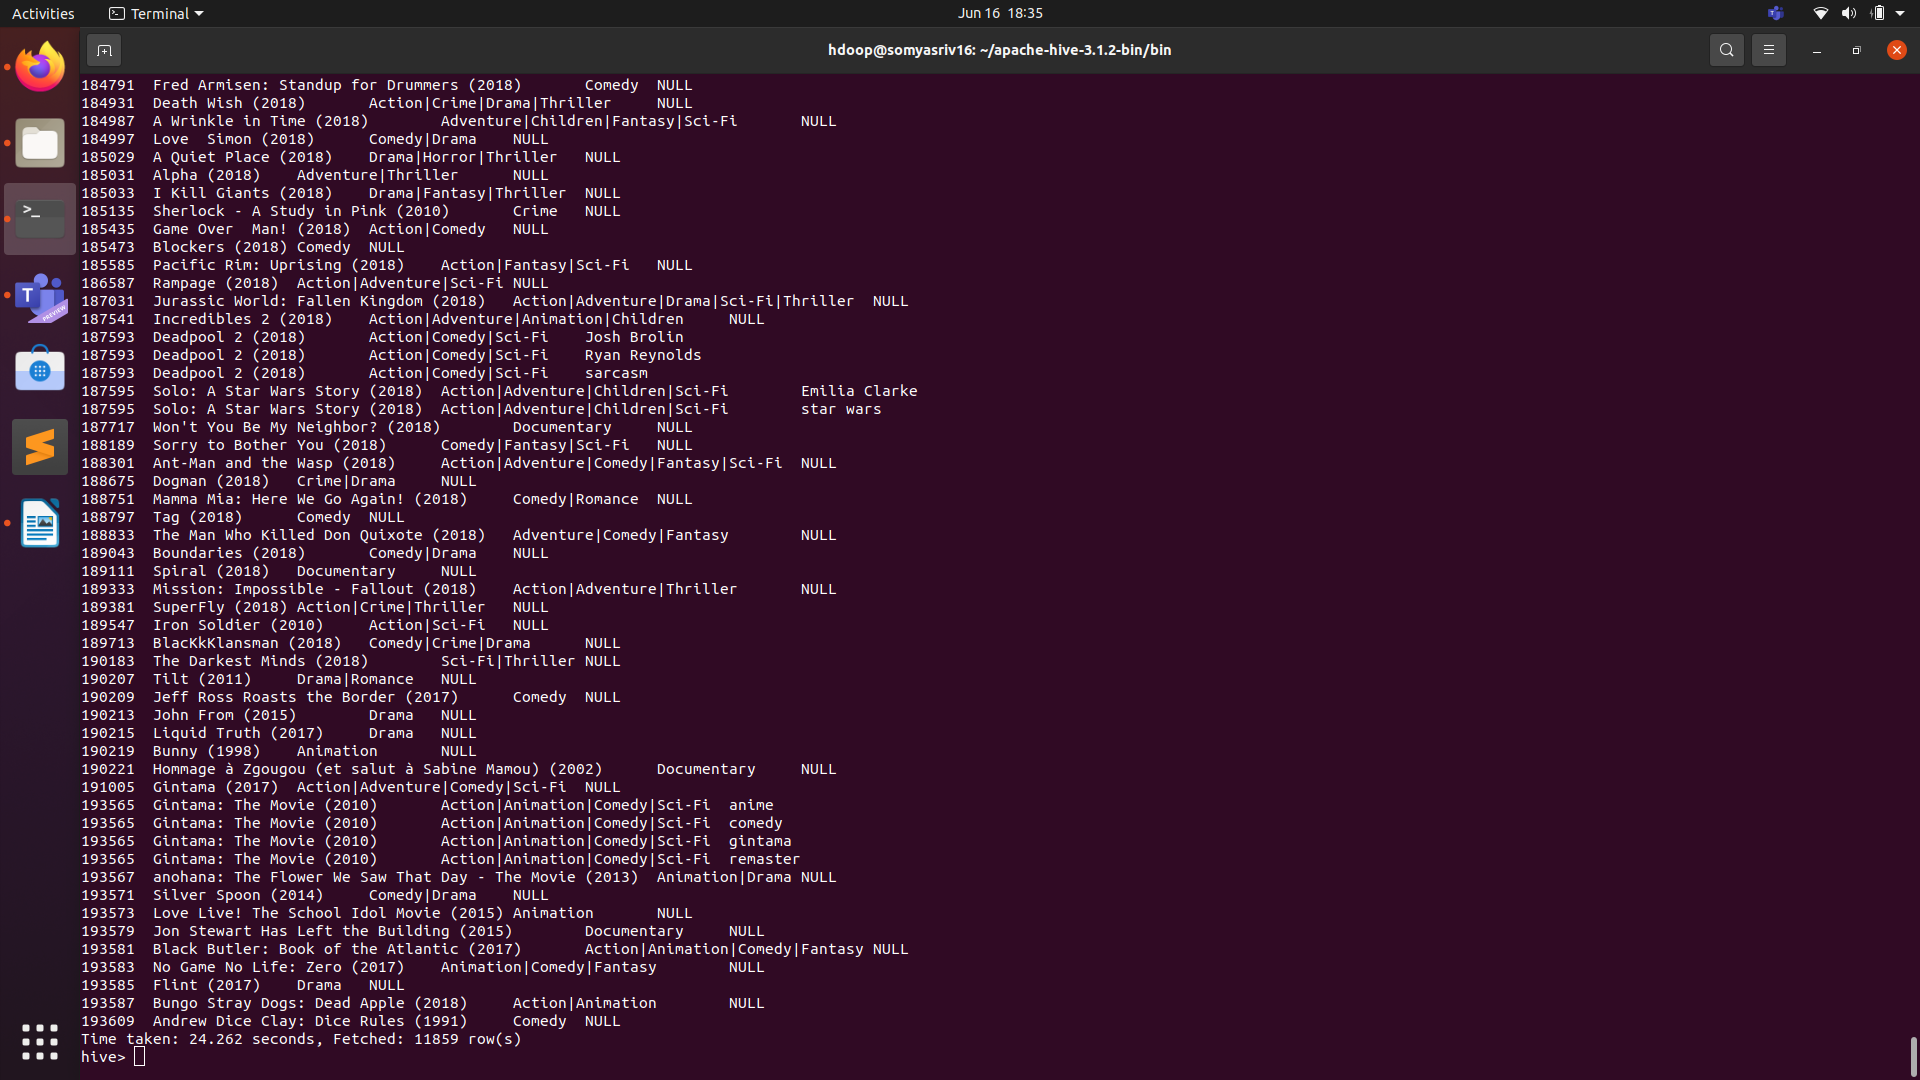 Activities
Terminal
Jun 16 18:35
hdoop@somyasriv16: ~/apache-hive-3.1.2-bin/bin
184791 Fred Armisen: Standup for Drummers (2018) Comedy NULL
184931 Death Wish (2018) Action|Crime|Drama|Thriller NULL
184987 A Wrinkle in Time (2018) Adventure|Children|Fantasy|Sci-Fi NULL
184997 Love  Simon (2018) Comedy|Drama NULL
185029 A Quiet Place (2018) Drama|Horror|Thriller NULL
185031 Alpha (2018) Adventure|Thriller NULL
185033 I Kill Giants (2018) Drama|Fantasy|Thriller NULL
185135 Sherlock - A Study in Pink (2010) Crime NULL
185435 Game Over  Man! (2018) Action|Comedy NULL
185473 Blockers (2018) Comedy NULL
185585 Pacific Rim: Uprising (2018) Action|Fantasy|Sci-Fi NULL
186587 Rampage (2018) Action|Adventure|Sci-Fi NULL
187031 Jurassic World: Fallen Kingdom (2018) Action|Adventure|Drama|Sci-Fi|Thriller NULL
187541 Incredibles 2 (2018) Action|Adventure|Animation|Children NULL
187593 Deadpool 2 (2018) Action|Comedy|Sci-Fi Josh Brolin
187593 Deadpool 2 (2018) Action|Comedy|Sci-Fi Ryan Reynolds
187593 Deadpool 2 (2018) Action|Comedy|Sci-Fi sarcasm
187595 Solo: A Star Wars Story (2018) Action|Adventure|Children|Sci-Fi Emilia Clarke
187595 Solo: A Star Wars Story (2018) Action|Adventure|Children|Sci-Fi star wars
187717 Won't You Be My Neighbor? (2018) Documentary NULL
188189 Sorry to Bother You (2018) Comedy|Fantasy|Sci-Fi NULL
188301 Ant-Man and the Wasp (2018) Action|Adventure|Comedy|Fantasy|Sci-Fi NULL
188675 Dogman (2018) Crime|Drama NULL
188751 Mamma Mia: Here We Go Again! (2018) Comedy|Romance NULL
188797 Tag (2018) Comedy NULL
188833 The Man Who Killed Don Quixote (2018) Adventure|Comedy|Fantasy NULL
189043 Boundaries (2018) Comedy|Drama NULL
189111 Spiral (2018) Documentary NULL
189333 Mission: Impossible - Fallout (2018) Action|Adventure|Thriller NULL
189381 SuperFly (2018) Action|Crime|Thriller NULL
189547 Iron Soldier (2010) Action|Sci-Fi NULL
189713 BlacKkKlansman (2018) Comedy|Crime|Drama NULL
190183 The Darkest Minds (2018) Sci-Fi|Thriller NULL
190207 Tilt (2011) Drama|Romance NULL
190209 Jeff Ross Roasts the Border (2017) Comedy NULL
190213 John From (2015) Drama NULL
190215 Liquid Truth (2017) Drama NULL
190219 Bunny (1998) Animation NULL
190221 Hommage à Zgougou (et salut à Sabine Mamou) (2002) Documentary NULL
191005 Gintama (2017) Action|Adventure|Comedy|Sci-Fi NULL
193565 Gintama: The Movie (2010) Action|Animation|Comedy|Sci-Fi anime
193565 Gintama: The Movie (2010) Action|Animation|Comedy|Sci-Fi comedy
193565 Gintama: The Movie (2010) Action|Animation|Comedy|Sci-Fi gintama
193565 Gintama: The Movie (2010) Action|Animation|Comedy|Sci-Fi remaster
193567 anohana: The Flower We Saw That Day - The Movie (2013) Animation|Drama NULL
193571 Silver Spoon (2014) Comedy|Drama NULL
193573 Love Live! The School Idol Movie (2015) Animation NULL
193579 Jon Stewart Has Left the Building (2015) Documentary NULL
193581 Black Butler: Book of the Atlantic (2017) Action|Animation|Comedy|Fantasy NULL
193583 No Game No Life: Zero (2017) Animation|Comedy|Fantasy NULL
193585 Flint (2017) Drama NULL
193587 Bungo Stray Dogs: Dead Apple (2018) Action|Animation NULL
193609 Andrew Dice Clay: Dice Rules (1991) Comedy NULL
Time taken: 24.262 seconds, Fetched: 11859 row(s)
hive>
T
PREVIEW